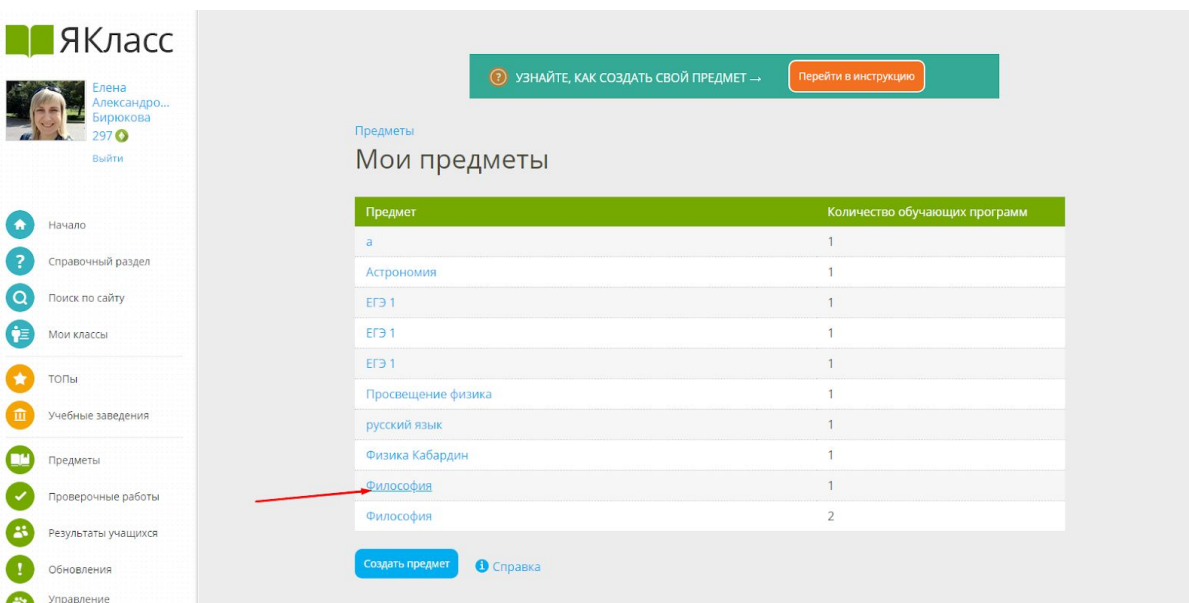 ЯКласс
Елена
Александро...
Бирюкова
297
Выйти
Начало
Справочный раздел
Поиск по сайту
Мои классы
ТОПы
Учебные заведения
Предметы
Проверочные работы
Результаты учащихся
Обновления
Управление
УЗНАЙТЕ, КАК СОЗДАТЬ СВОЙ ПРЕДМЕТ → Перейти в инструкцию
Предметы
Мои предметы
Предмет Количество обучающих программ
а 1
Астрономия 1
ЕГЭ 1 1
ЕГЭ 1 1
ЕГЭ 1 1
Просвещение физика 1
русский язык 1
Физика Кабардин 1
Философия 1
Философия 2
Создать предмет Справка